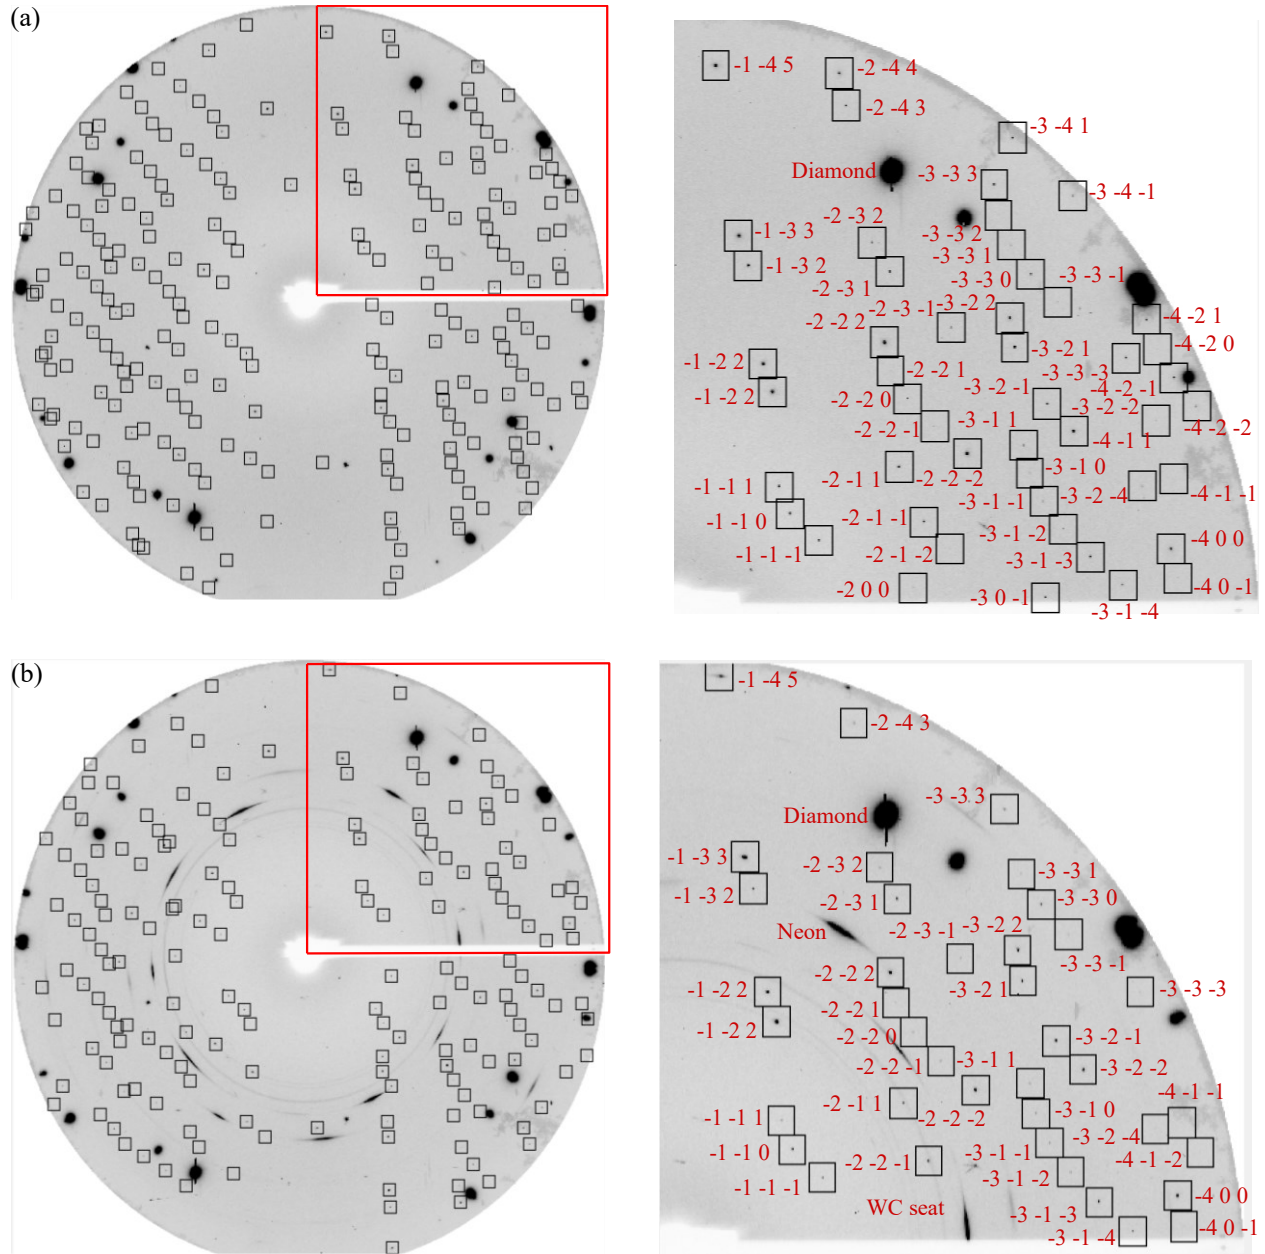 (a)
-1 -4 5
-2 -4 4
-2 -4 3
-3 -4 1
Diamond
-3 -3 3
-3 -4 -1
-2 -3 2
-1 -3 3
-3 -3 2
-3 -3 1
-1 -3 2
-3 -3 0
-3 -3 -1
-2 -3 1
-2 -3 -1
-3 -2 2
-4 -2 1
-2 -2 2
-4 -2 0
-3 -2 1
-1 -2 2
-2 -2 1
-3 -3 -3
-3 -2 -1
-4 -2 -1
-1 -2 2
-2 -2 0
-3 -2 -2
-2 -2 -1
-3 -1 1
-4 -1 1
-4 -2 -2
-2 -1 1
-2 -2 -2
-3 -1 0
-1 -1 1
-3 -1 -1
-3 -2 -4
-4 -1 -1
-1 -1 0
-2 -1 -1
-3 -1 -2
-4 0 0
-1 -1 -1
-2 -1 -2
-3 -1 -3
-2 0 0
-3 0 -1
-4 0 -1
-3 -1 -4
(b)
-1 -4 5
-2 -4 3
-3 -3 3
Diamond
-1 -3 3
-2 -3 2
-3 -3 1
-1 -3 2
-3 -3 0
-2 -3 1
Neon
-2 -3 -1
-3 -2 2
-3 -3 -1
-2 -2 2
-3 -2 1
-3 -3 -3
-1 -2 2
-2 -2 1
-1 -2 2
-2 -2 0
-3 -2 -1
-2 -2 -1
-3 -1 1
-3 -2 -2
-4 -1 -1
-2 -1 1
-2 -2 -2
-3 -1 0
-1 -1 1
-3 -2 -4
-1 -1 0
-3 -1 -1
-4 -1 -2
-2 -2 -1
-3 -1 -2
-1 -1 -1
-4 0 0
WC seat
-3 -1 -3
-4 0 -1
-3 -1 -4